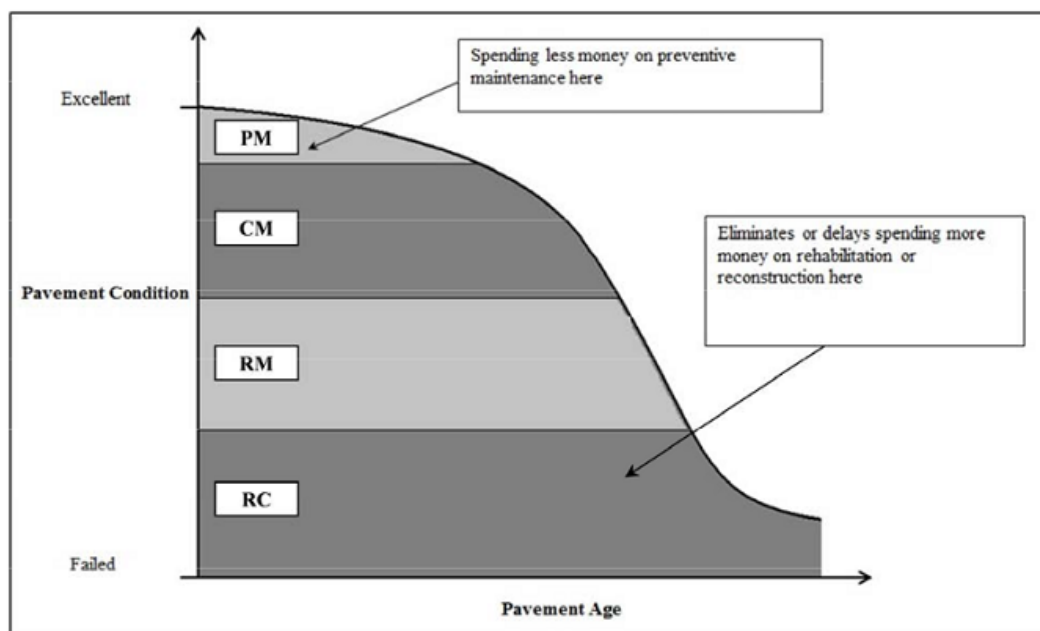 Spending less money on preventive
maintenance here
Excellent
PM
CM
Eliminates or delays spending more
money on rehabilitation or
reconstruction here
Pavement Condition
RM
RC
Failed
Pavement Age